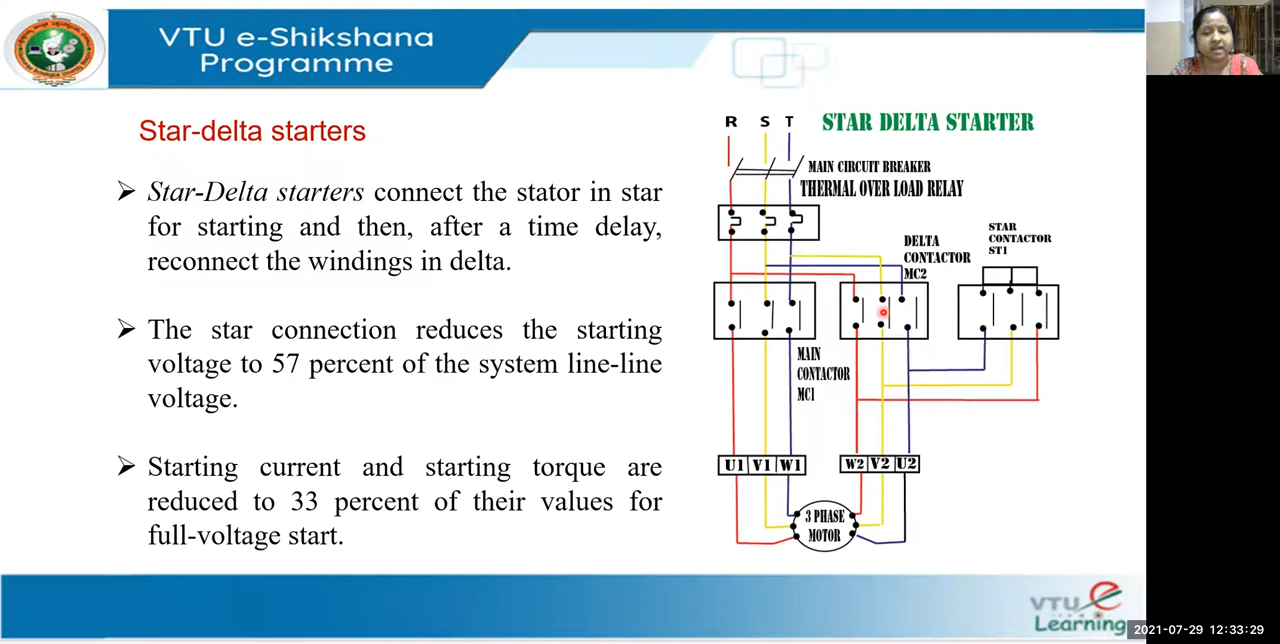 VTU e-Shikshana
Programme
Star-delta starters
Star-Delta starters connect the stator in star
for starting and then, after a time delay,
reconnect the windings in delta.
The star connection reduces the starting
voltage to 57 percent of the system line-line
voltage.
Starting current and starting torque are
reduced to 33 percent of their values for
full-voltage start.
R S T
STAR DELTA STARTER
MAIN CIRCUIT BREAKER
THERMAL OVER LOAD RELAY
STAR
CONTACTOR
ST1
DELTA
CONTACTOR
MC2
MAIN
CONTACTOR
MC1
U1 V1 W1
W2 V2 U2
3 PHASE
MOTOR
VTU e
Learning
2021-07-29 12:33:29